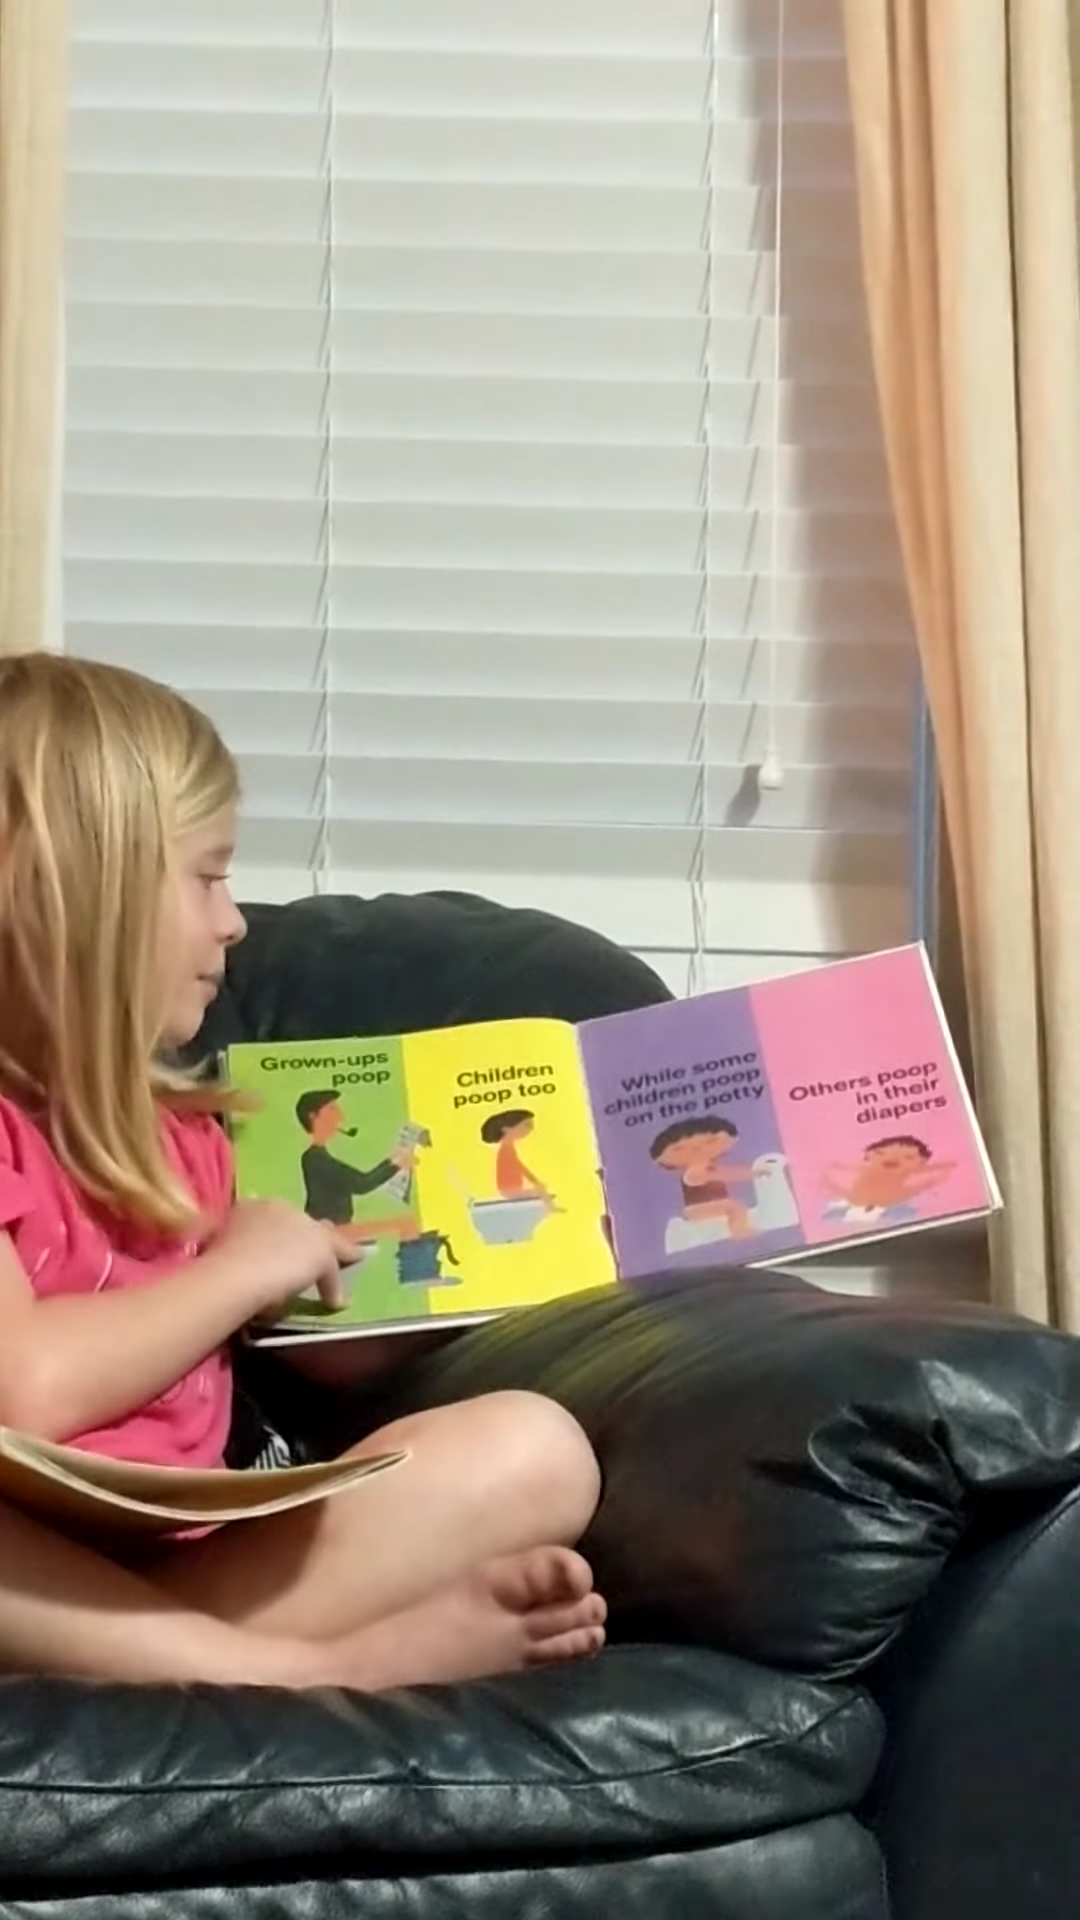 Grown-ups
poop
Children
poop too
While some
children poop
on the potty
Others poop
in their
diapers